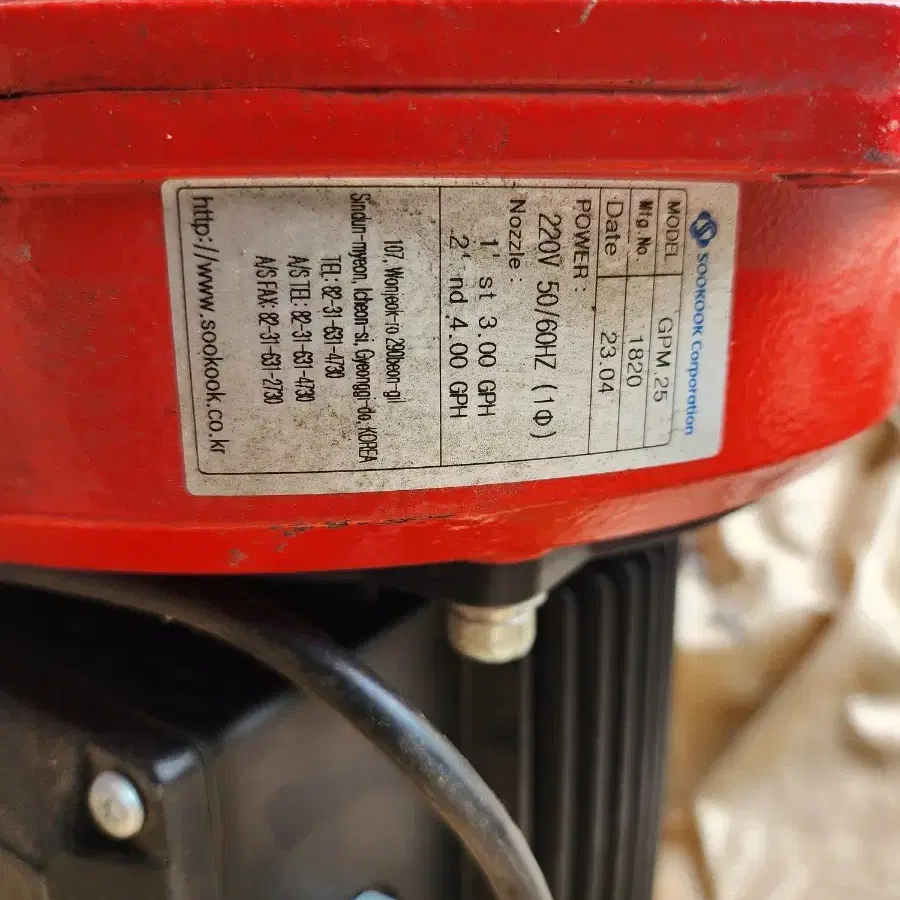 SOOKOOK Corporation
MODEL GPM.25
Mfg.No. 1820
Date 23.04
POWER :
220V 50/60HZ (1Φ)
Nozzle :
1' st 3.00 GPH
2' nd 4.00 GPH
107, Wonjeok-ro 290beon-gil
Sindun-myeon, Icheon-si, Gyeonggi-do, KOREA
TEL : 82-31-631-4730
A/S TEL : 82-31-631-4730
A/S FAX: 82-31-631-2730
http://www.sookook.co.kr